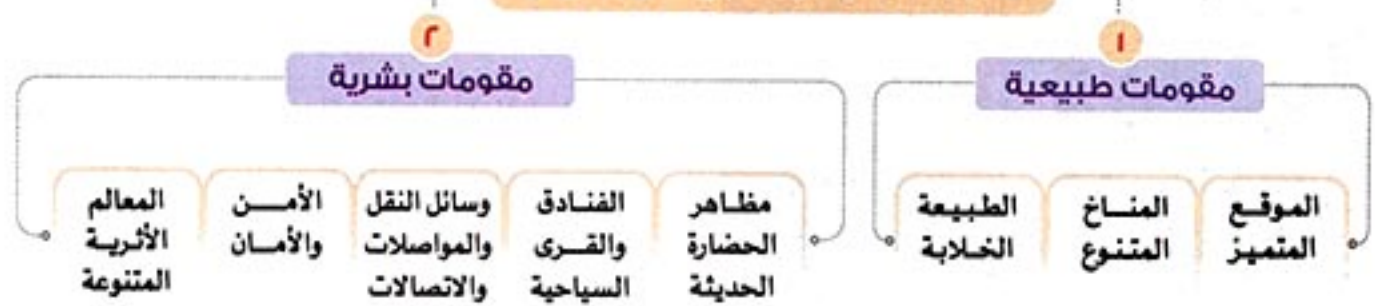 ١
مقومات طبيعية
الموقع
المتميز
المناخ
المتنوع
الطبيعة
الخلابة
٢
مقومات بشرية
مظاهر
الحضارة
الحديثة
الفنادق
والقرى
السياحية
وسائل النقل
والمواصلات
والاتصالات
الأمن
والأمان
المعالم
الأثرية
المتنوعة